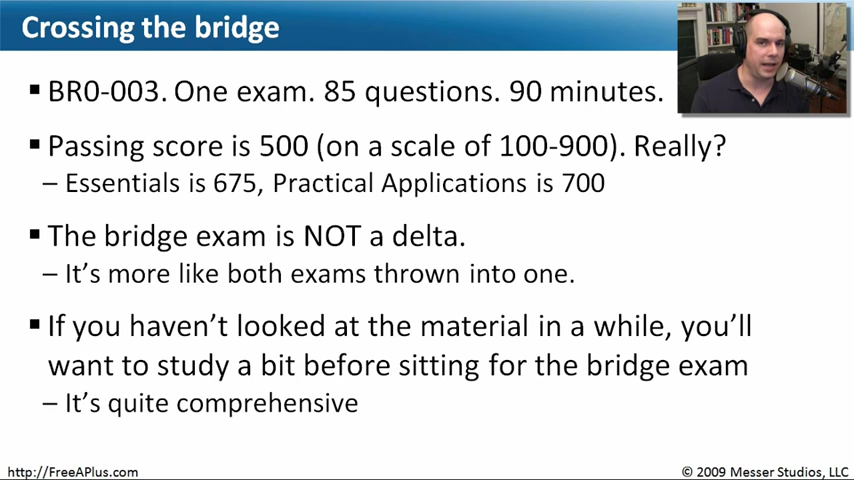 Crossing the bridge
▪ BR0-003. One exam. 85 questions. 90 minutes.
▪ Passing score is 500 (on a scale of 100-900). Really?
– Essentials is 675, Practical Applications is 700
▪ The bridge exam is NOT a delta.
– It's more like both exams thrown into one.
▪ If you haven't looked at the material in a while, you'll
want to study a bit before sitting for the bridge exam
– It's quite comprehensive
http://FreeAPlus.com
© 2009 Messer Studios, LLC